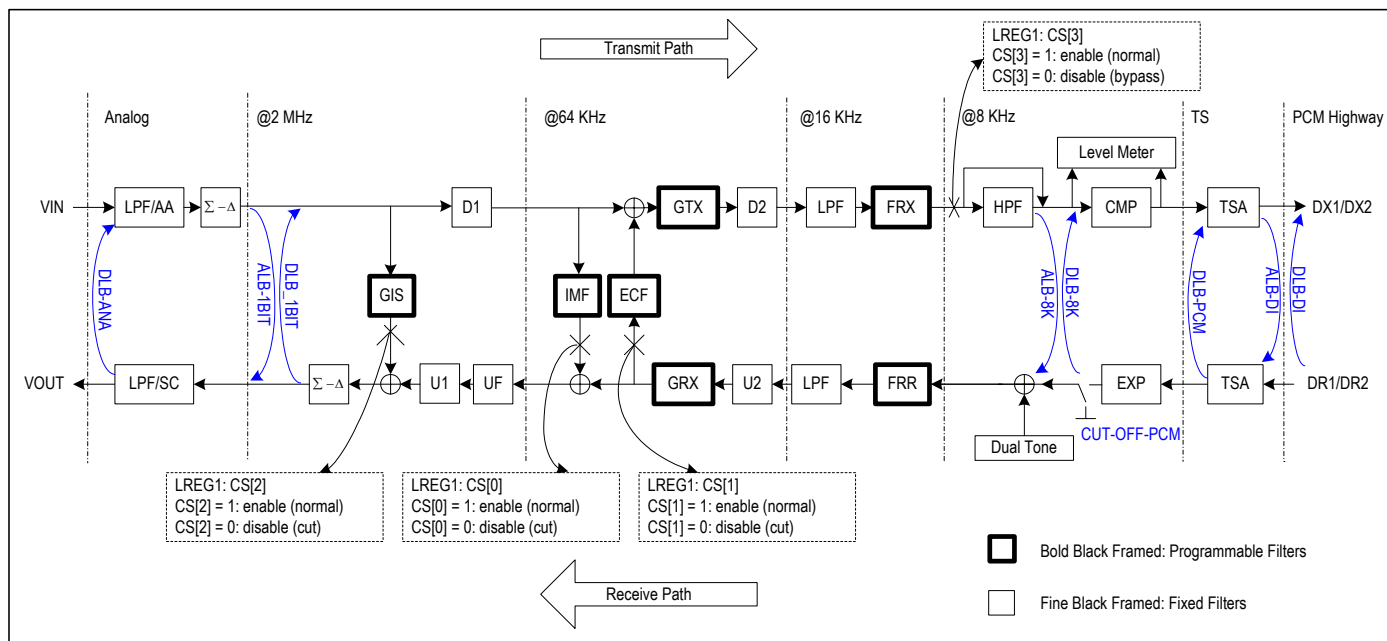 Transmit Path
LREG1: CS[3]
CS[3] = 1: enable (normal)
CS[3] = 0: disable (bypass)
Analog
@2 MHz
@64 KHz
@16 KHz
@8 KHz
TS
PCM Highway
Level Meter
VIN
LPF/AA
Σ-Δ
D1
GTX
D2
LPF
FRX
HPF
CMP
TSA
DX1/DX2
DLB-ANA
ALB-1BIT
DLB_1BIT
GIS
IMF
ECF
ALB-8K
DLB-8K
DLB-PCM
ALB-DI
DLB-DI
VOUT
LPF/SC
Σ-Δ
U1
UF
GRX
U2
LPF
FRR
EXP
TSA
DR1/DR2
CUT-OFF-PCM
Dual Tone
LREG1: CS[2]
CS[2] = 1: enable (normal)
CS[2] = 0: disable (cut)
LREG1: CS[0]
CS[0] = 1: enable (normal)
CS[0] = 0: disable (cut)
LREG1: CS[1]
CS[1] = 1: enable (normal)
CS[1] = 0: disable (cut)
Bold Black Framed: Programmable Filters
Receive Path
Fine Black Framed: Fixed Filters